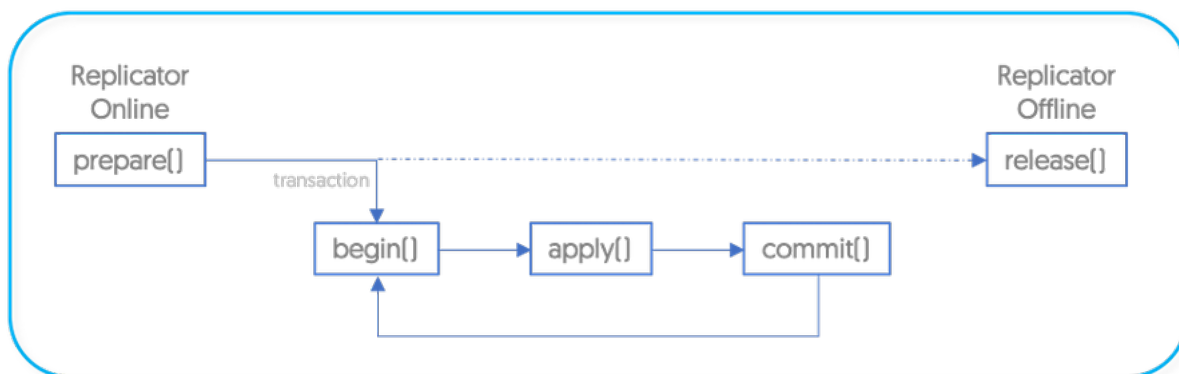 Replicator
Online
prepare()
Replicator
Offline
release()
transaction
begin()
apply()
commit()